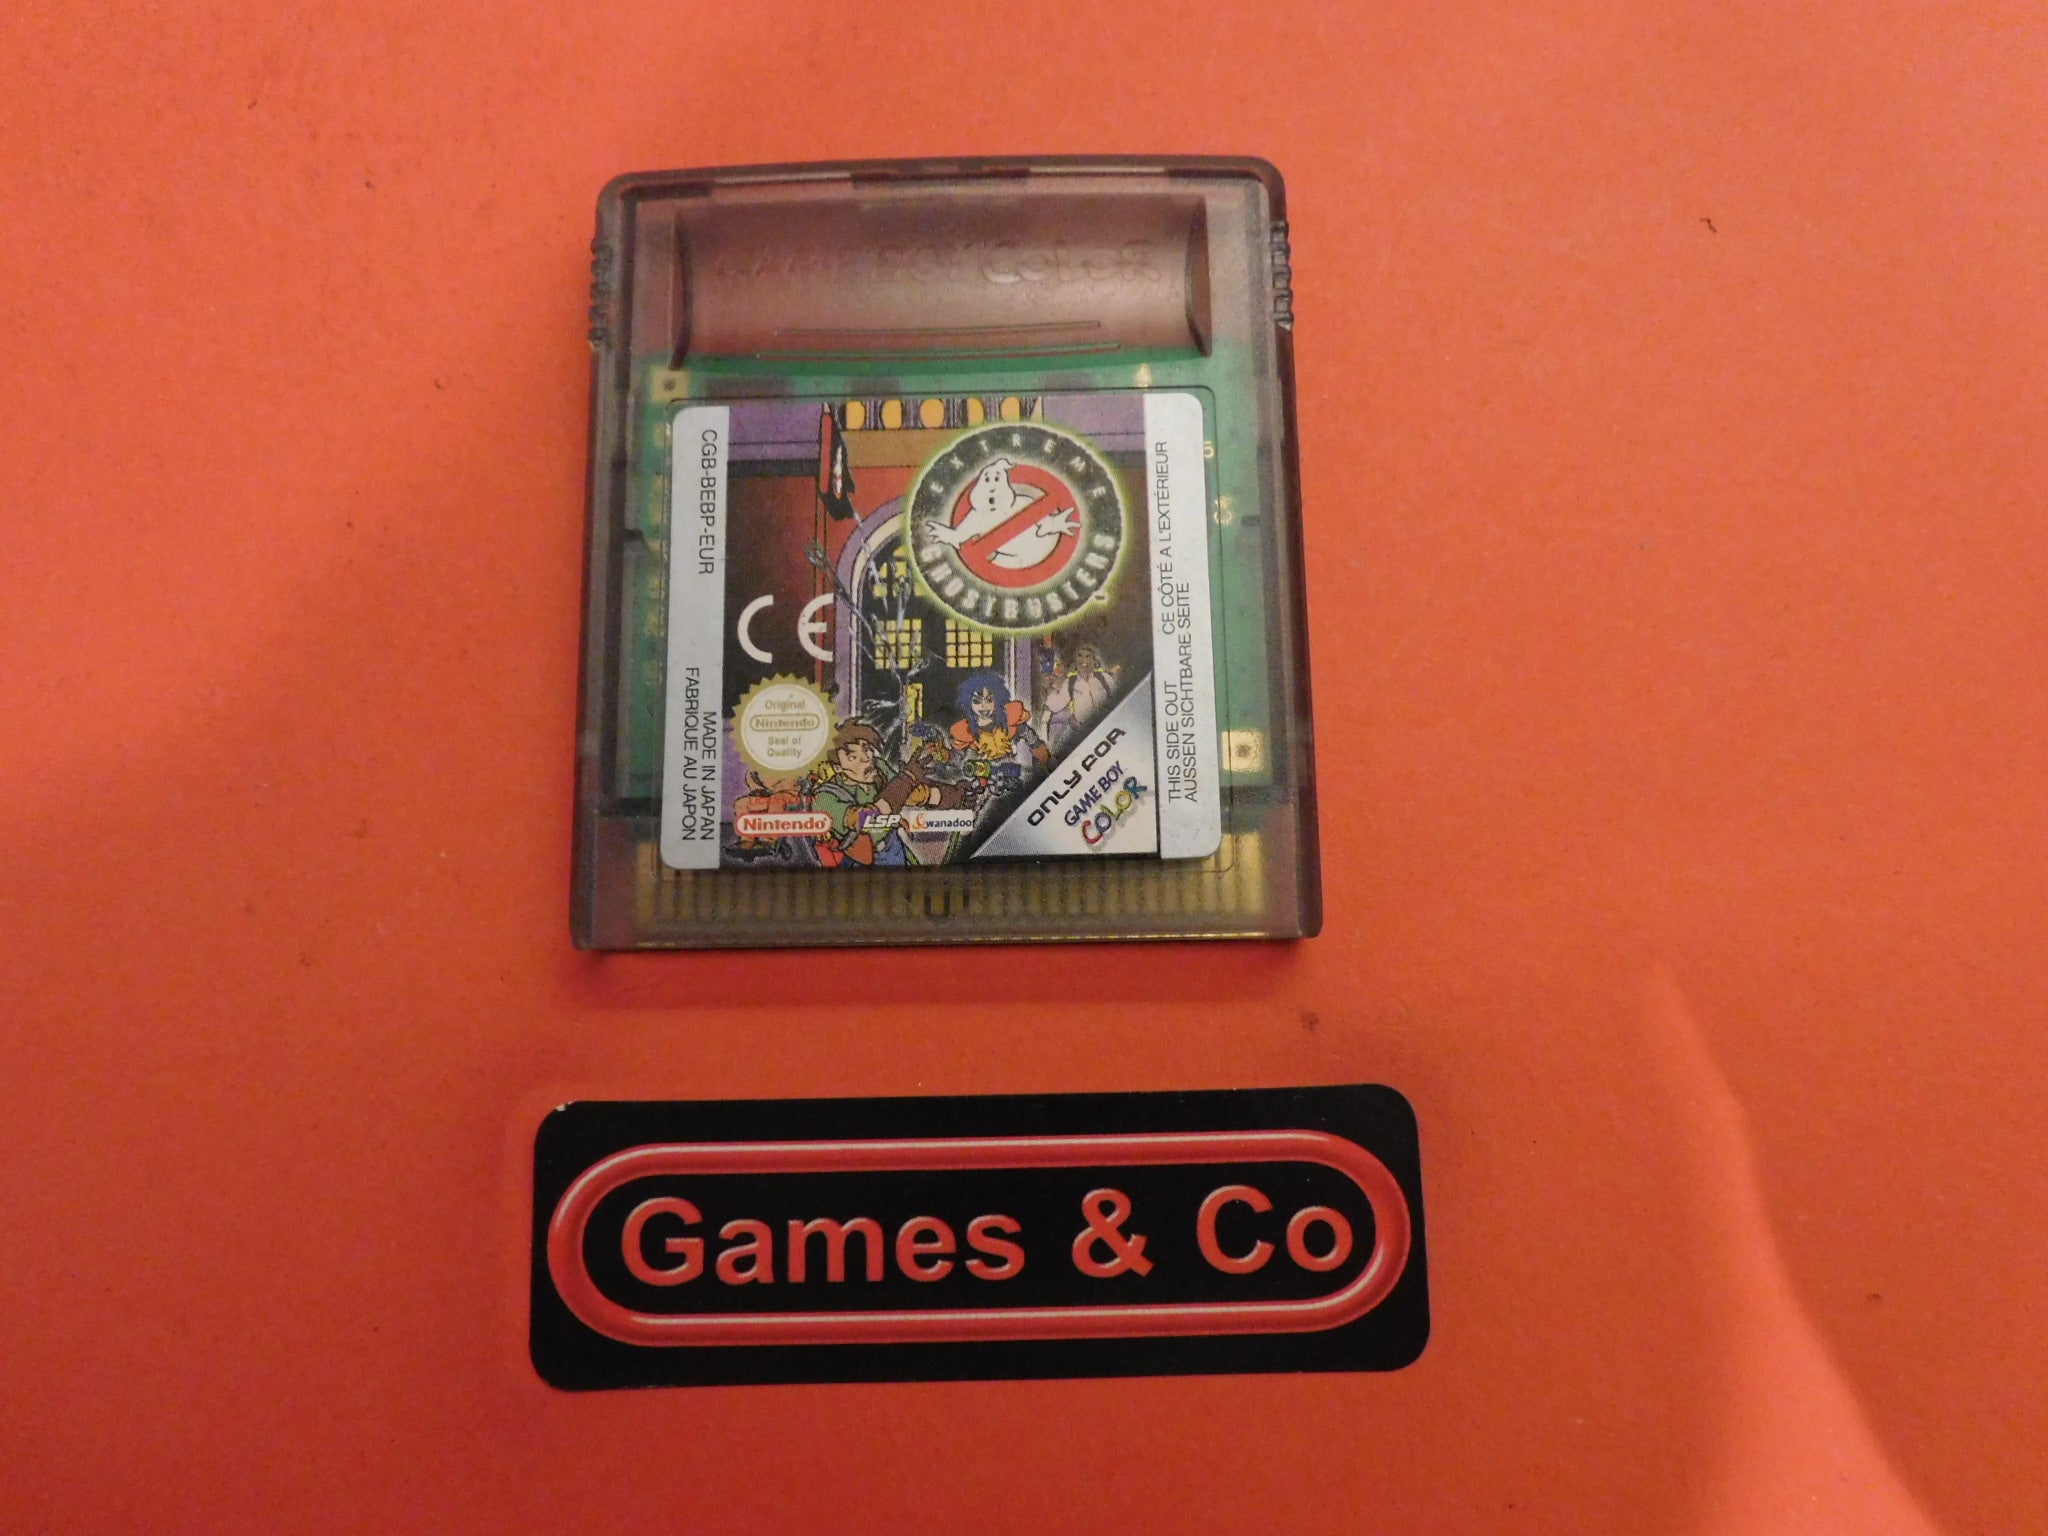 CGB-BEBP-EUR
MADE IN JAPAN
FABRIQUE AU JAPON
EXTREME
GHOSTBUSTERS
CE
Original
Nintendo
Seal of
Quality
Nintendo
LSP
wanadoo
ONLY FOR
GAME BOY
COLOR
THIS SIDE OUT CE CÔTÉ A L'EXTÉRIEUR
AUSSEN SICHTBARE SEITE
Games & Co